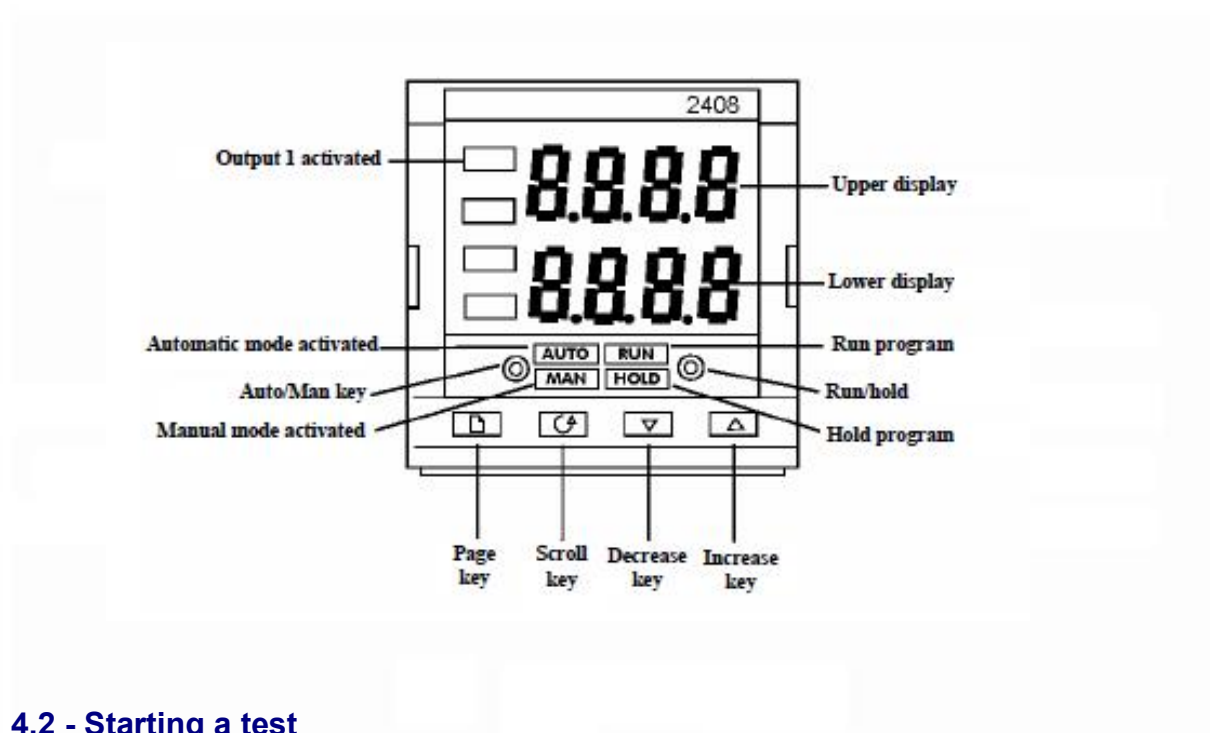 2408
Output 1 activated
8.8.8.8
Upper display
8.8.8.8
Lower display
Automatic mode activated
AUTO RUN
Run program
Auto/Man key
Run/hold
MAN HOLD
Manual mode activated
Hold program
Page
key
Scroll
key
Decrease
key
Increase
key
4.2 - Starting a test